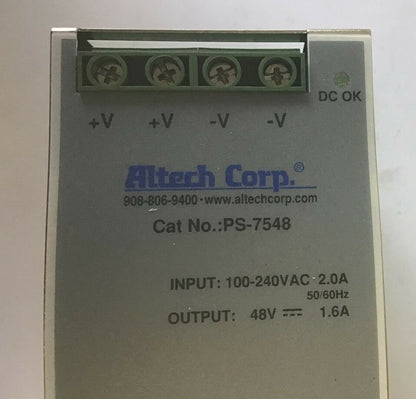 DC OK
+V +V -V -V
Altech Corp.®
908-806-9400 · www.altechcorp.com
Cat No.:PS-7548
INPUT: 100-240VAC 2.0A
50/60Hz
OUTPUT: 48V ⎓ 1.6A